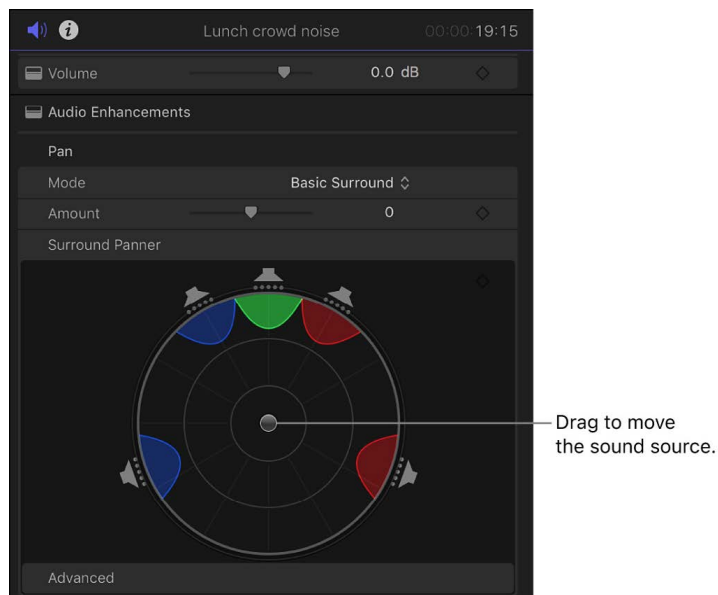 Lunch crowd noise 00:00:19:15
Volume 0.0 dB
Audio Enhancements
Pan
Mode Basic Surround
Amount 0
Surround Panner
Drag to move
the sound source.
Advanced